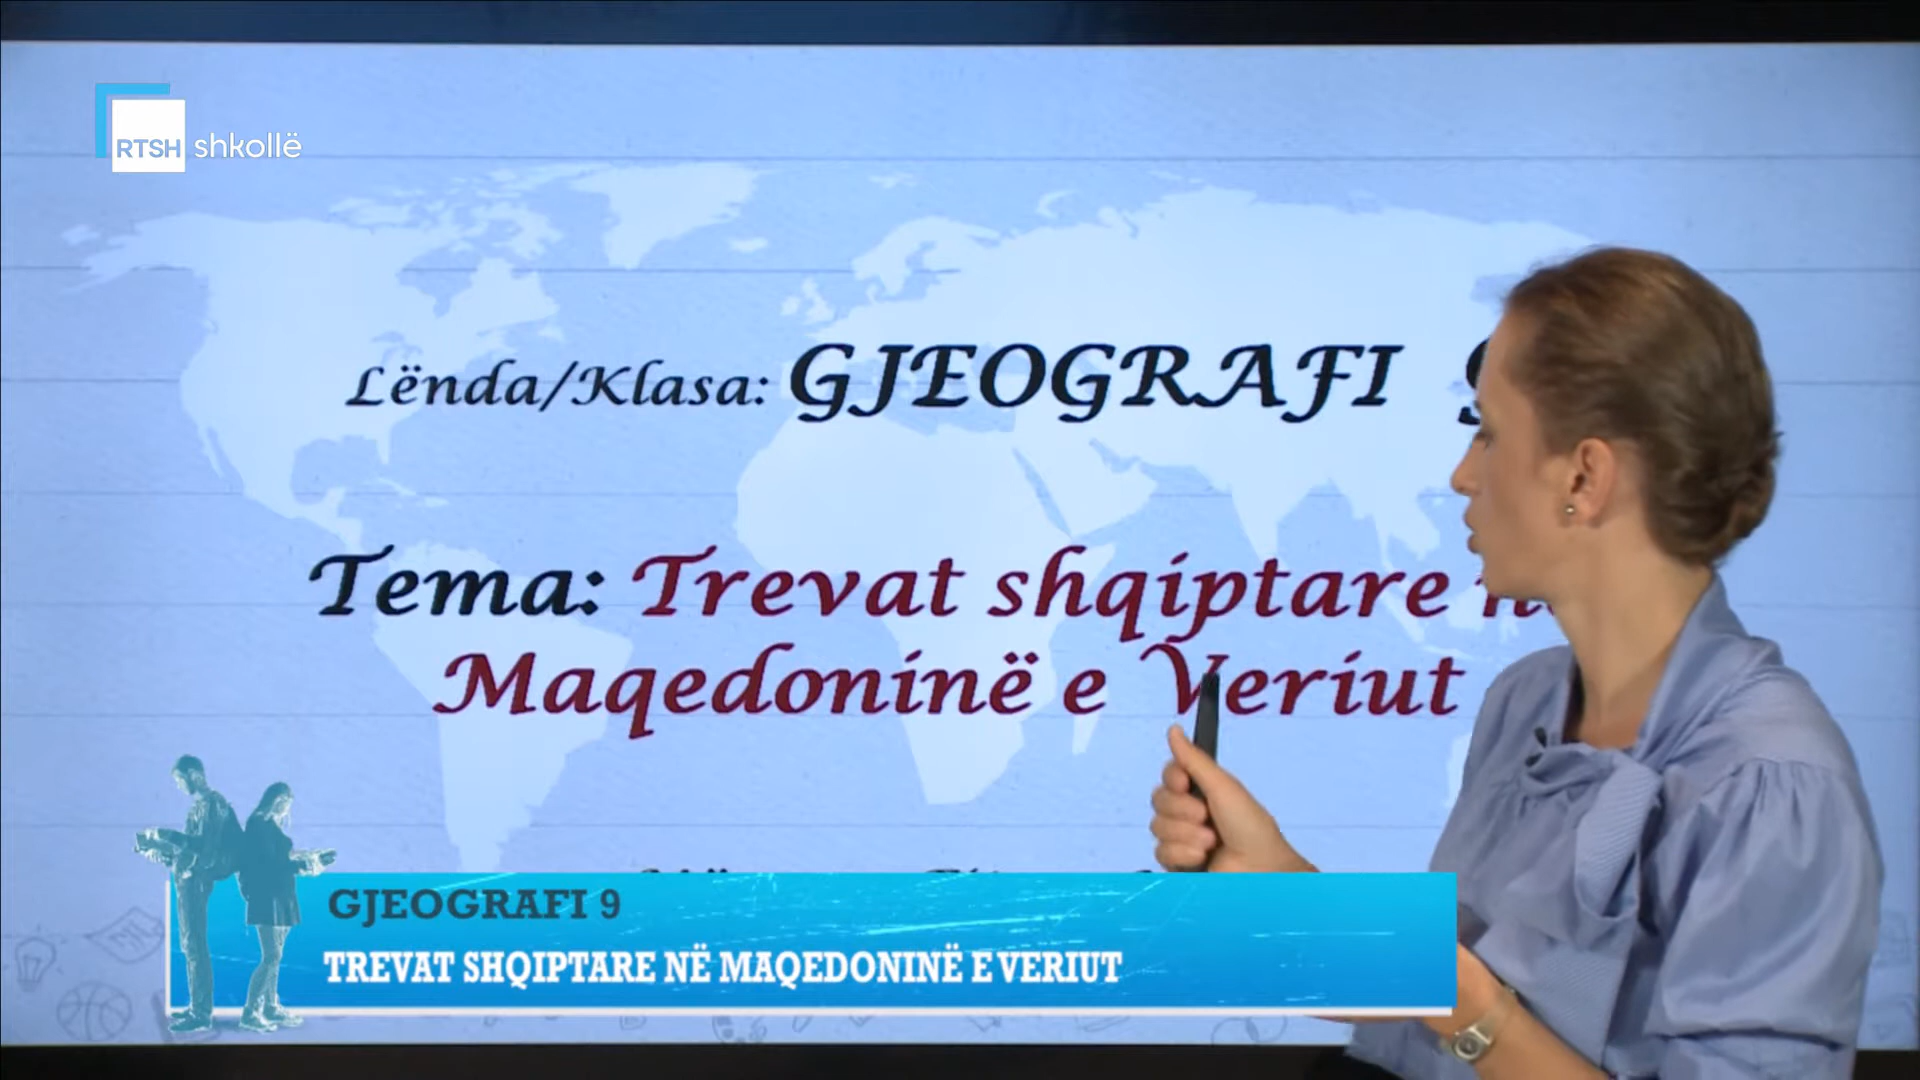 RTSH shkollë
Lënda/Klasa: GJEOGRAFI
Tema: Trevat shqiptare
Maqedoninë e Veriut
GJEOGRAFI 9
TREVAT SHQIPTARE NË MAQEDONINË E VERIUT